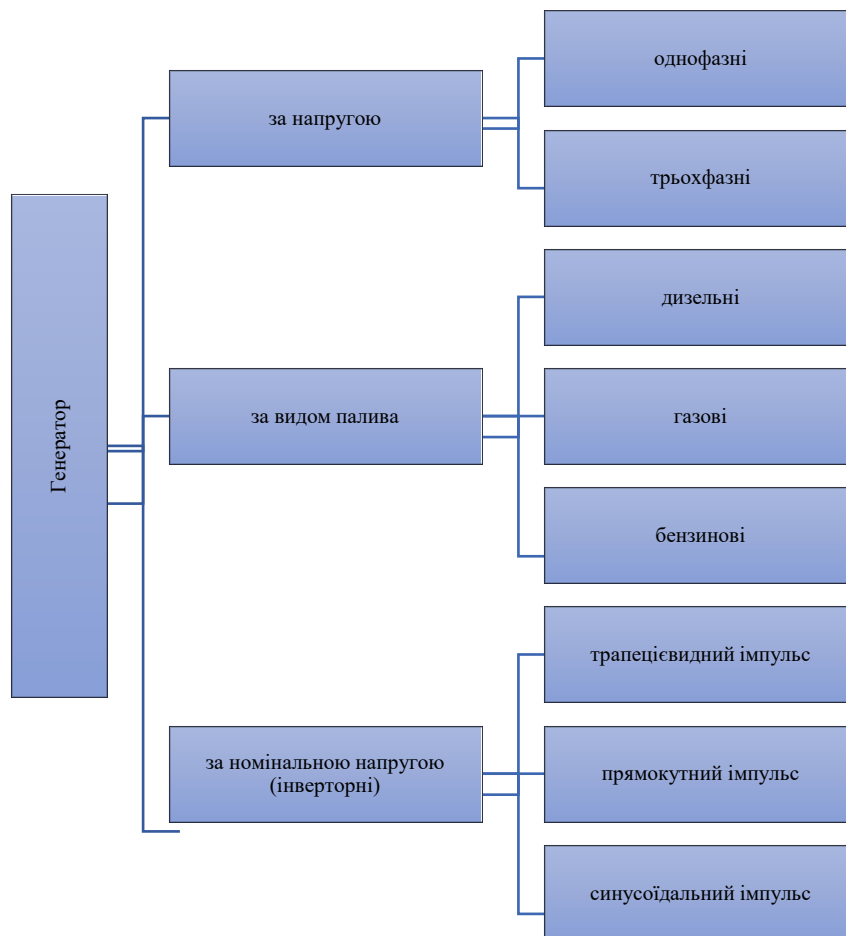 Генератор
за напругою
однофазні
трьохфазні
за видом палива
дизельні
газові
бензинові
за номінальною напругою
(інверторні)
трапецієвидний імпульс
прямокутний імпульс
синусоїдальний імпульс